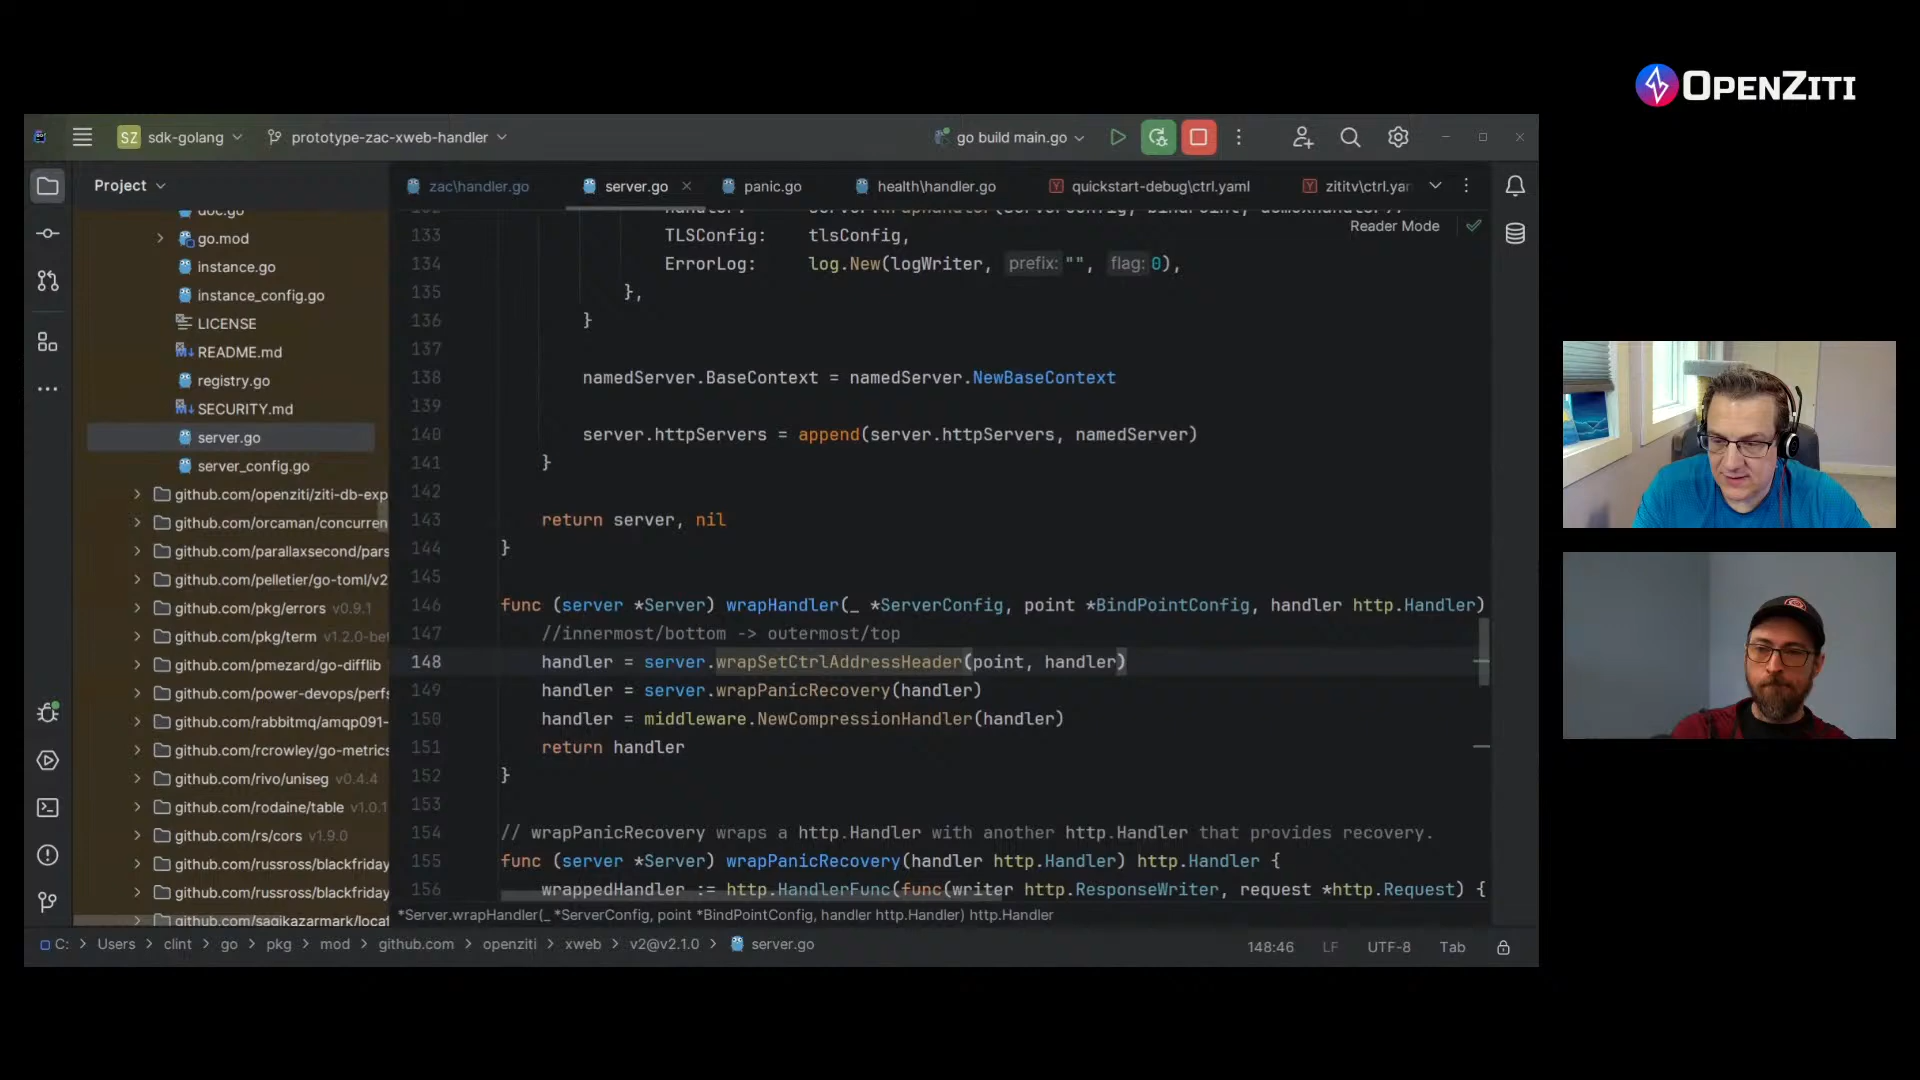 OPENZITI
SZ sdk-golang prototype-zac-xweb-handler go build main.go
Project zac\handler.go server.go panic.go health\handler.go quickstart-debug\ctrl.yaml zititv\ctrl.yar
Reader Mode
doc.go
go.mod
instance.go
instance_config.go
LICENSE
README.md
registry.go
SECURITY.md
server.go
server_config.go
github.com/openziti/ziti-db-exp
github.com/orcaman/concurren
github.com/parallaxsecond/pars
github.com/pelletier/go-toml/v2
github.com/pkg/errors v0.9.1
github.com/pkg/term v1.2.0-be
github.com/pmezard/go-difflib
github.com/power-devops/perfs
github.com/rabbitmq/amqp091-
github.com/rcrowley/go-metrics
github.com/rivo/uniseg v0.4.4
github.com/rodaine/table v1.0.1
github.com/rs/cors v1.9.0
github.com/russross/blackfriday
github.com/russross/blackfriday
github.com/sagikazarmark/locat
133 TLSConfig: tlsConfig,
134 ErrorLog: log.New(logWriter, prefix: "", flag: 0),
135 },
136 }
137
138 namedServer.BaseContext = namedServer.NewBaseContext
139
140 server.httpServers = append(server.httpServers, namedServer)
141 }
142
143 return server, nil
144 }
145
146 func (server *Server) wrapHandler(_ *ServerConfig, point *BindPointConfig, handler http.Handler)
147 //innermost/bottom -> outermost/top
148 handler = server.wrapSetCtrlAddressHeader(point, handler)
149 handler = server.wrapPanicRecovery(handler)
150 handler = middleware.NewCompressionHandler(handler)
151 return handler
152 }
153
154 // wrapPanicRecovery wraps a http.Handler with another http.Handler that provides recovery.
155 func (server *Server) wrapPanicRecovery(handler http.Handler) http.Handler {
156 wrappedHandler := http.HandlerFunc(func(writer http.ResponseWriter, request *http.Request) {
*Server.wrapHandler(_ *ServerConfig, point *BindPointConfig, handler http.Handler) http.Handler
C: > Users > clint > go > pkg > mod > github.com > openziti > xweb > v2@v2.1.0 > server.go 148:46 LF UTF-8 Tab